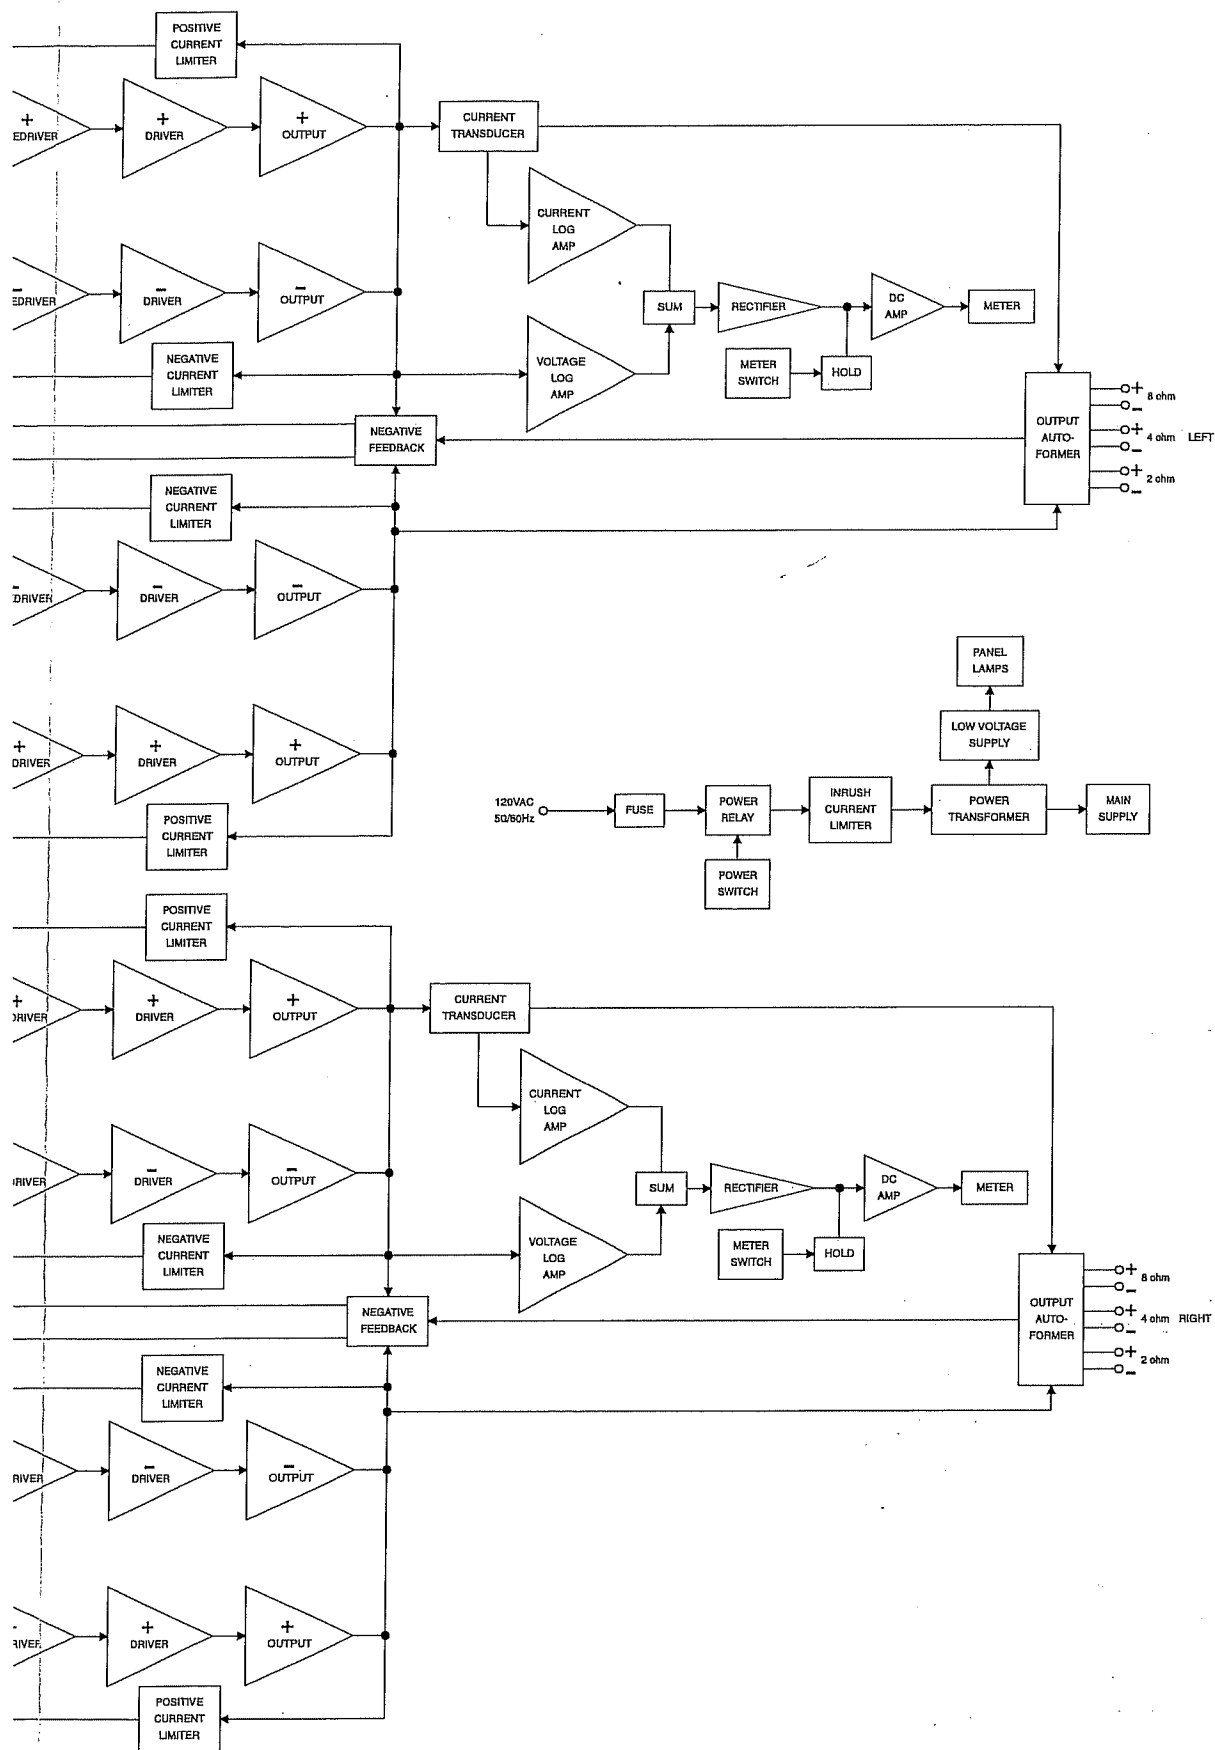 POSITIVE
CURRENT
LIMITER
+
EDRIVER
+
DRIVER
+
OUTPUT
CURRENT
TRANSDUCER
CURRENT
LOG
AMP
−
EDRIVER
−
DRIVER
−
OUTPUT
SUM
RECTIFIER
DC
AMP
METER
NEGATIVE
CURRENT
LIMITER
VOLTAGE
LOG
AMP
METER
SWITCH
HOLD
NEGATIVE
FEEDBACK
OUTPUT
AUTO-
FORMER
+
8 ohm
−
+
4 ohm LEFT
−
+
2 ohm
−
NEGATIVE
CURRENT
LIMITER
−
DRIVER
−
DRIVER
−
OUTPUT
+
DRIVER
+
DRIVER
+
OUTPUT
POSITIVE
CURRENT
LIMITER
PANEL
LAMPS
LOW VOLTAGE
SUPPLY
120VAC
50/60Hz
FUSE
POWER
RELAY
INRUSH
CURRENT
LIMITER
POWER
TRANSFORMER
MAIN
SUPPLY
POWER
SWITCH
POSITIVE
CURRENT
LIMITER
+
DRIVER
+
DRIVER
+
OUTPUT
CURRENT
TRANSDUCER
CURRENT
LOG
AMP
RIVER
−
DRIVER
−
OUTPUT
SUM
RECTIFIER
DC
AMP
METER
NEGATIVE
CURRENT
LIMITER
VOLTAGE
LOG
AMP
METER
SWITCH
HOLD
NEGATIVE
FEEDBACK
OUTPUT
AUTO-
FORMER
+
8 ohm
−
+
4 ohm RIGHT
−
+
2 ohm
−
NEGATIVE
CURRENT
LIMITER
RIVER
−
DRIVER
−
OUTPUT
RIVER
+
DRIVER
+
OUTPUT
POSITIVE
CURRENT
LIMITER